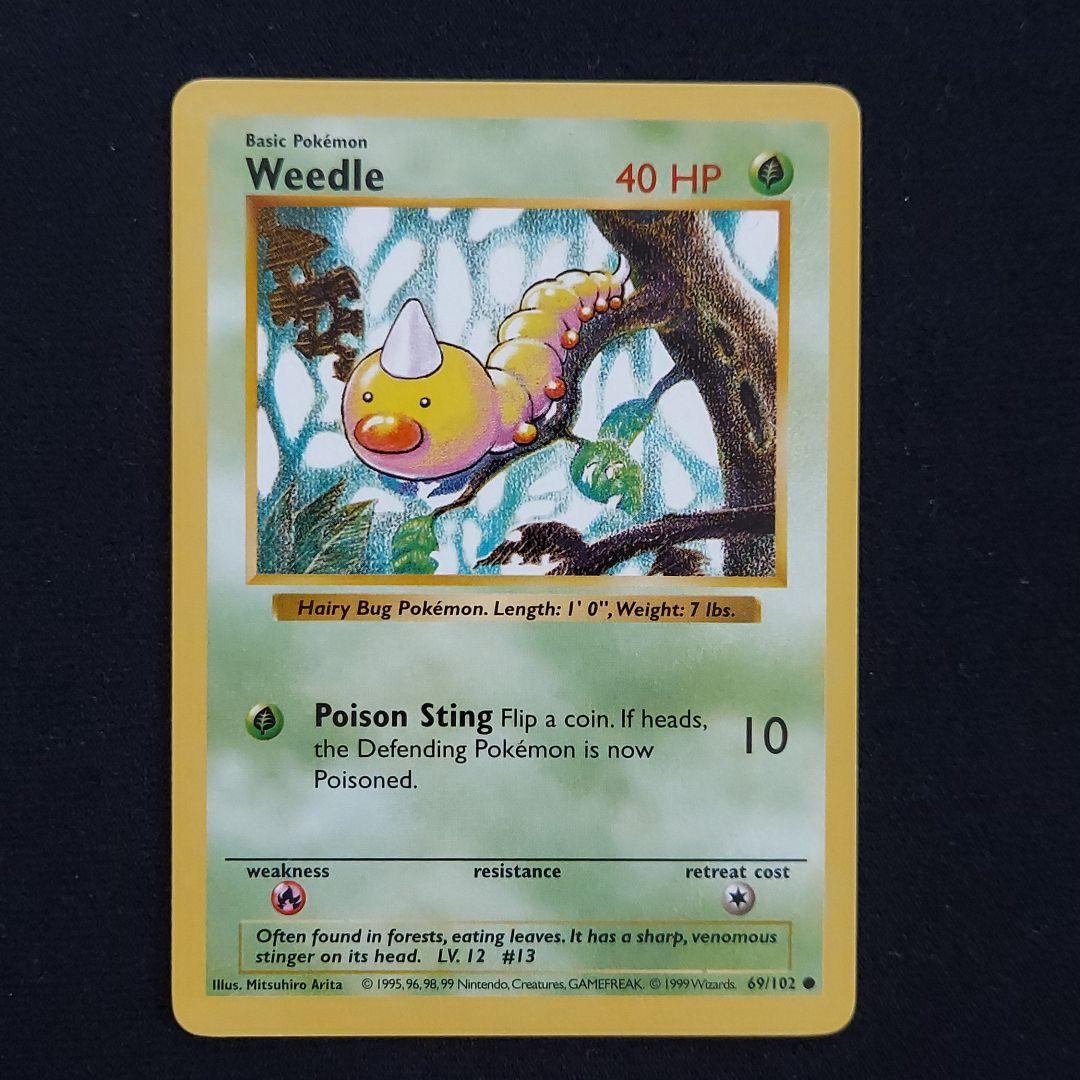 Basic Pokémon
Weedle
40 HP
Hairy Bug Pokémon. Length: 1' 0", Weight: 7 lbs.
Poison Sting Flip a coin. If heads,
the Defending Pokémon is now
Poisoned.
10
weakness resistance retreat cost
Often found in forests, eating leaves. It has a sharp, venomous
stinger on its head. LV. 12 #13
Illus. Mitsuhiro Arita © 1995, 96, 98, 99 Nintendo, Creatures, GAMEFREAK. © 1999 Wizards. 69/102